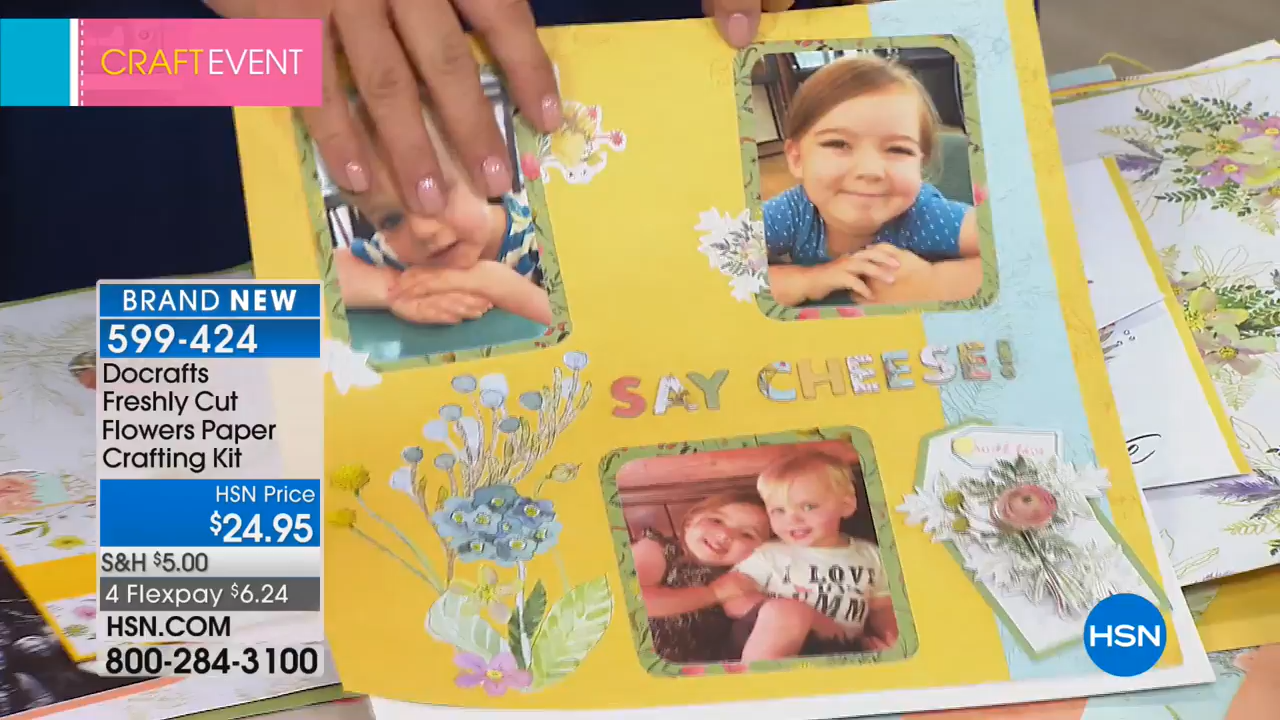 CRAFT EVENT
BRAND NEW
599-424
Docrafts
Freshly Cut
Flowers Paper
Crafting Kit
HSN Price
$24.95
S&H $5.00
4 Flexpay $6.24
HSN.COM
800-284-3100
SAY CHEESE!
I LOVE
HSN